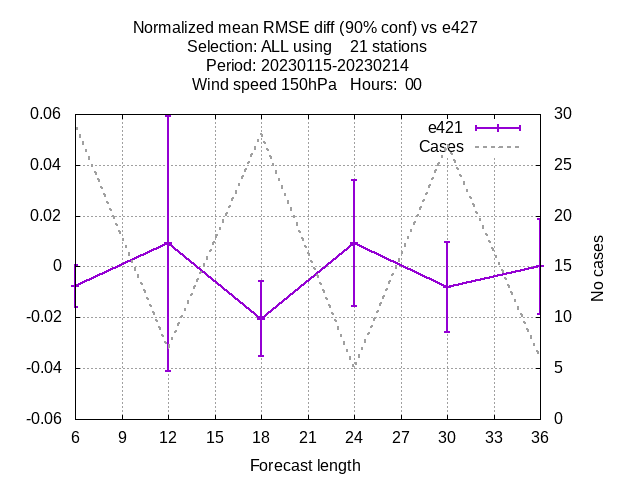 Normalized mean RMSE diff (90% conf) vs e427
Selection: ALL using    21 stations
Period: 20230115-20230214
Wind speed 150hPa   Hours:  00
0.06
0.04
0.02
0
-0.02
-0.04
-0.06
e421
Cases
30
25
20
15
10
5
0
No cases
6 9 12 15 18 21 24 27 30 33 36
Forecast length